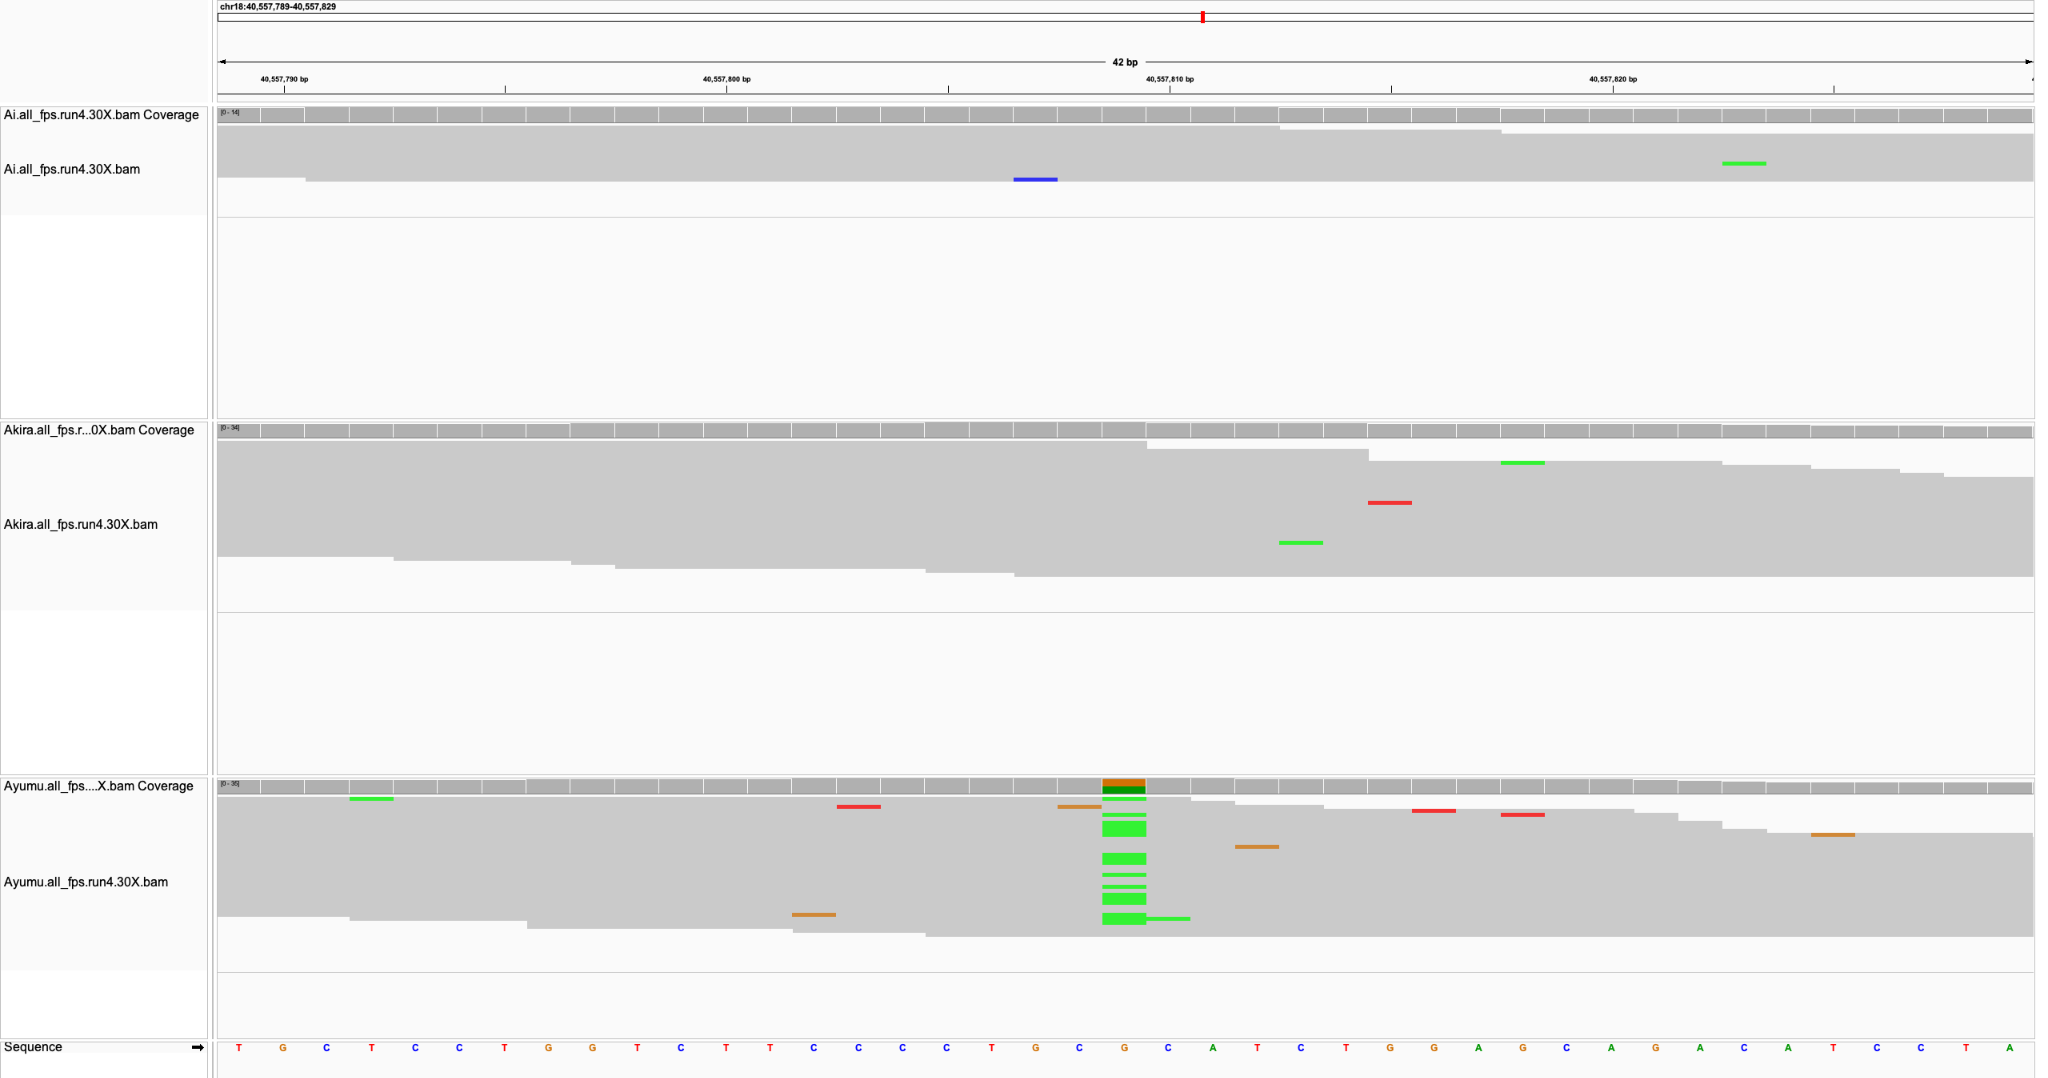 chr18:40,557,789-40,557,829
42 bp
40,557,790 bp 40,557,800 bp 40,557,810 bp 40,557,820 bp
Ai.all_fps.run4.30X.bam Coverage
[0 - 14]
Ai.all_fps.run4.30X.bam
Akira.all_fps.r...0X.bam Coverage
[0 - 34]
Akira.all_fps.run4.30X.bam
Ayumu.all_fps....X.bam Coverage
[0 - 35]
Ayumu.all_fps.run4.30X.bam
Sequence T G C T C C T G G T C T T C C C C T G C G C A T C T G G A G C A G A C A T C C T A